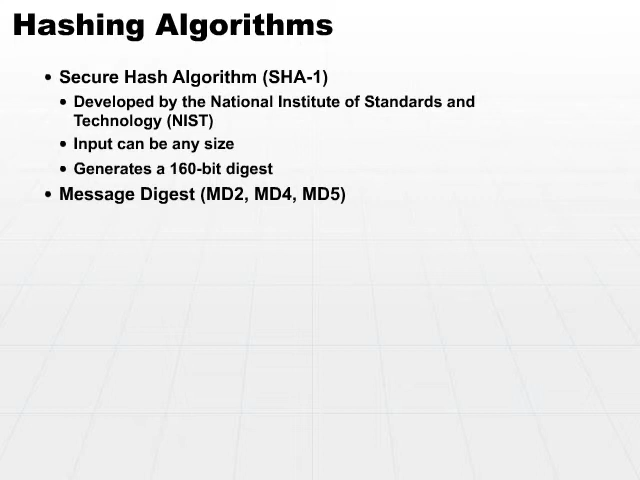 Hashing Algorithms
• Secure Hash Algorithm (SHA-1)
• Developed by the National Institute of Standards and
Technology (NIST)
• Input can be any size
• Generates a 160-bit digest
• Message Digest (MD2, MD4, MD5)